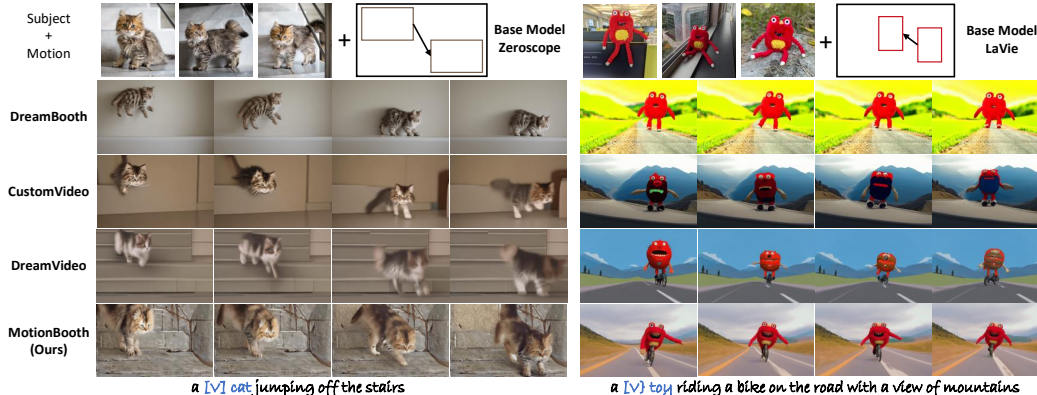 Subject
+
Motion
+
Base Model
Zeroscope
+
Base Model
LaVie
DreamBooth
CustomVideo
DreamVideo
MotionBooth
(Ours)
a [V] cat jumping off the stairs
a [V] toy riding a bike on the road with a view of mountains